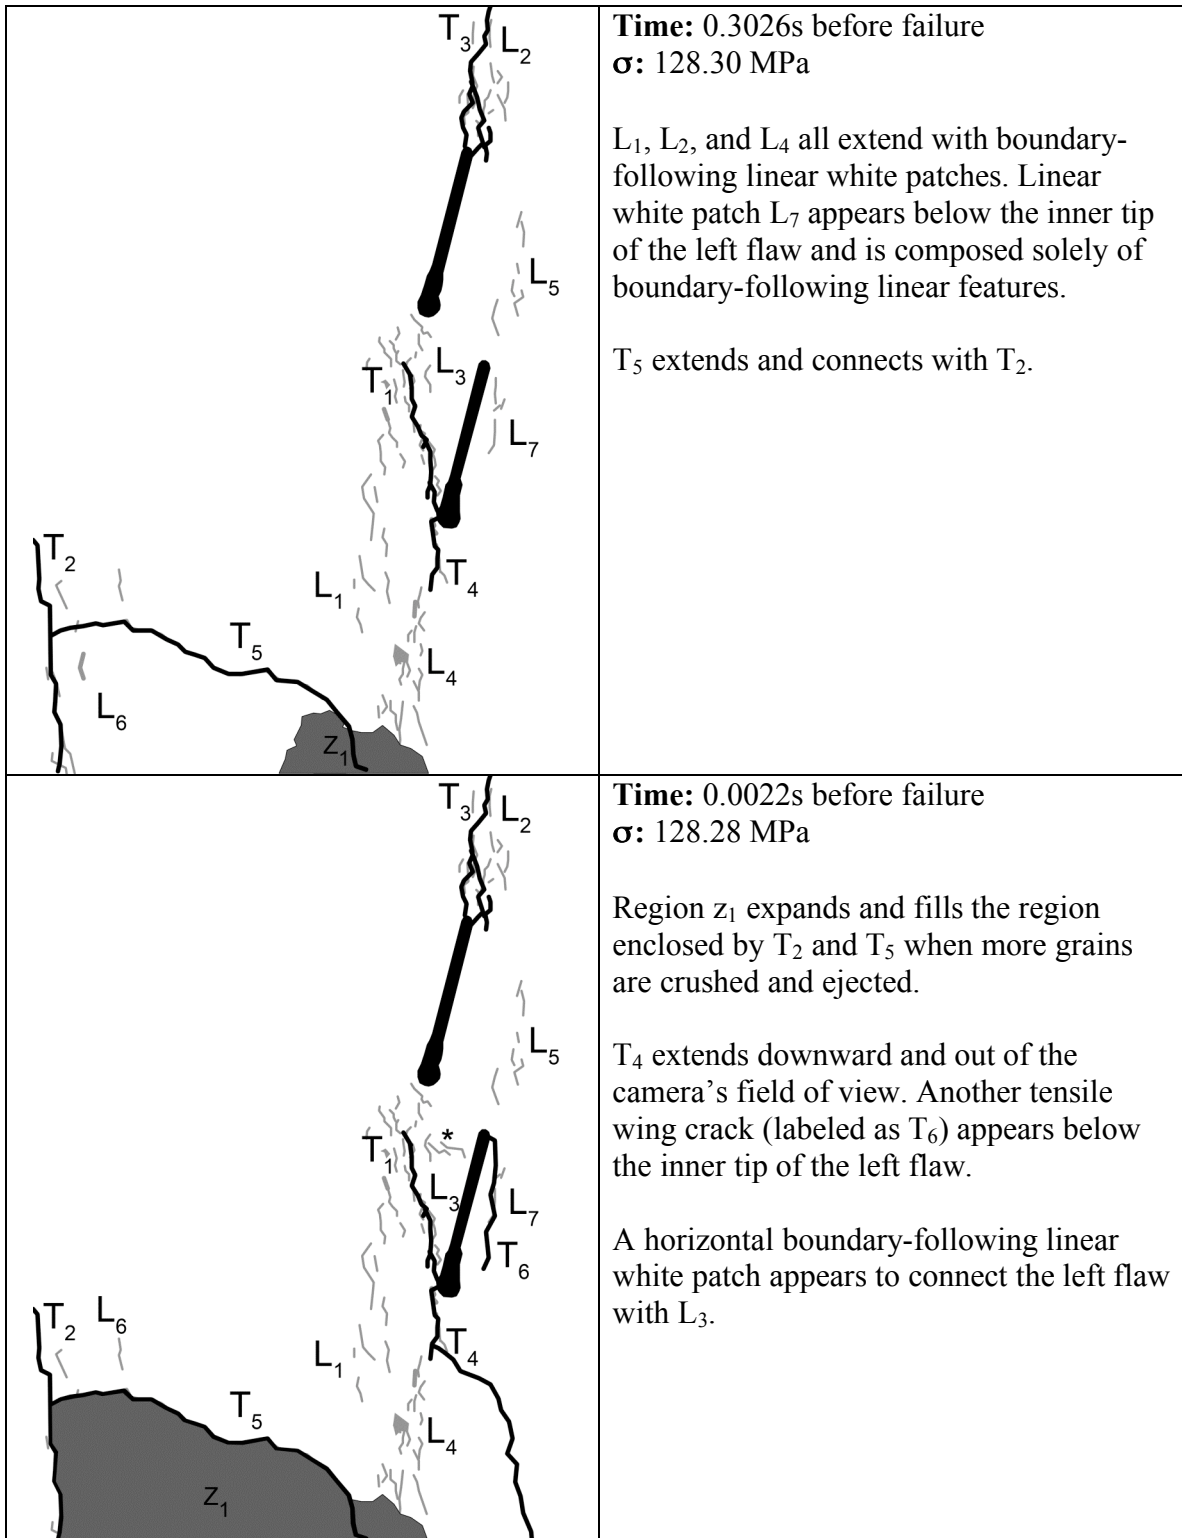 T₃ L₂
L₅
L₃
T₁
L₇
T₂
L₁ T₄
T₅
L₄
L₆
Z₁
Time: 0.3026s before failure
σ: 128.30 MPa
L₁, L₂, and L₄ all extend with boundary-
following linear white patches. Linear
white patch L₇ appears below the inner tip
of the left flaw and is composed solely of
boundary-following linear features.
T₅ extends and connects with T₂.
T₃ L₂
L₅
*
T₁
L₃ L₇
T₆
T₂ L₆
L₁ T₄
T₅
L₄
Z₁
Time: 0.0022s before failure
σ: 128.28 MPa
Region z₁ expands and fills the region
enclosed by T₂ and T₅ when more grains
are crushed and ejected.
T₄ extends downward and out of the
camera’s field of view. Another tensile
wing crack (labeled as T₆) appears below
the inner tip of the left flaw.
A horizontal boundary-following linear
white patch appears to connect the left flaw
with L₃.